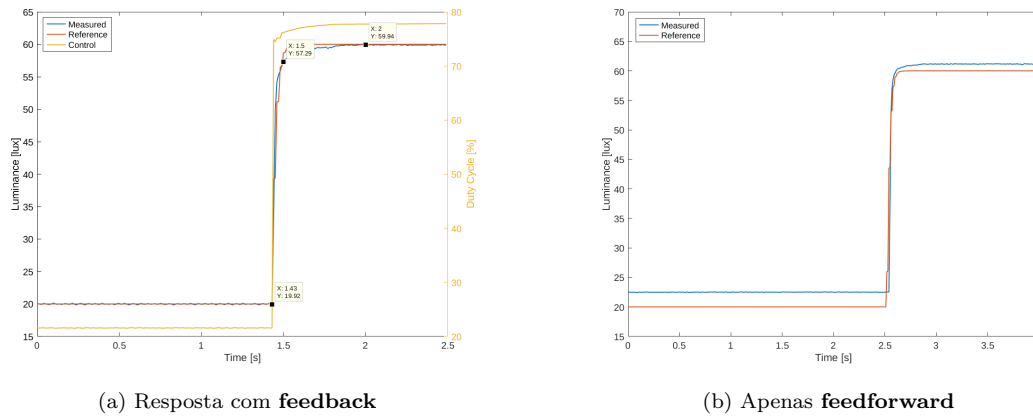 Measured
Reference
Control
X: 2
Y: 59.94
X: 1.5
Y: 57.29
X: 1.43
Y: 19.92
65
60
55
50
45
40
35
30
25
20
15
Luminance [lux]
80
70
60
50
40
30
20
Duty Cycle [%]
0 0.5 1 1.5 2 2.5
Time [s]
(a) Resposta com feedback
Measured
Reference
70
65
60
55
50
45
40
35
30
25
20
15
Luminance [lux]
0 0.5 1 1.5 2 2.5 3 3.5
Time [s]
(b) Apenas feedforward